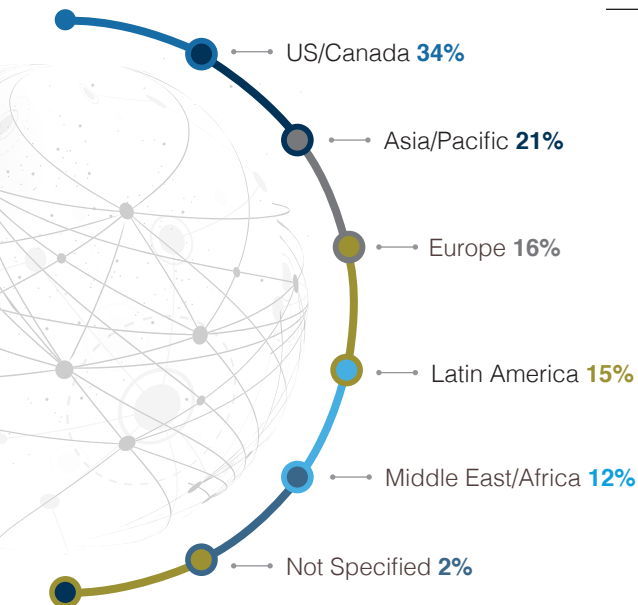 US/Canada 34%
Asia/Pacific 21%
Europe 16%
Latin America 15%
Middle East/Africa 12%
Not Specified 2%